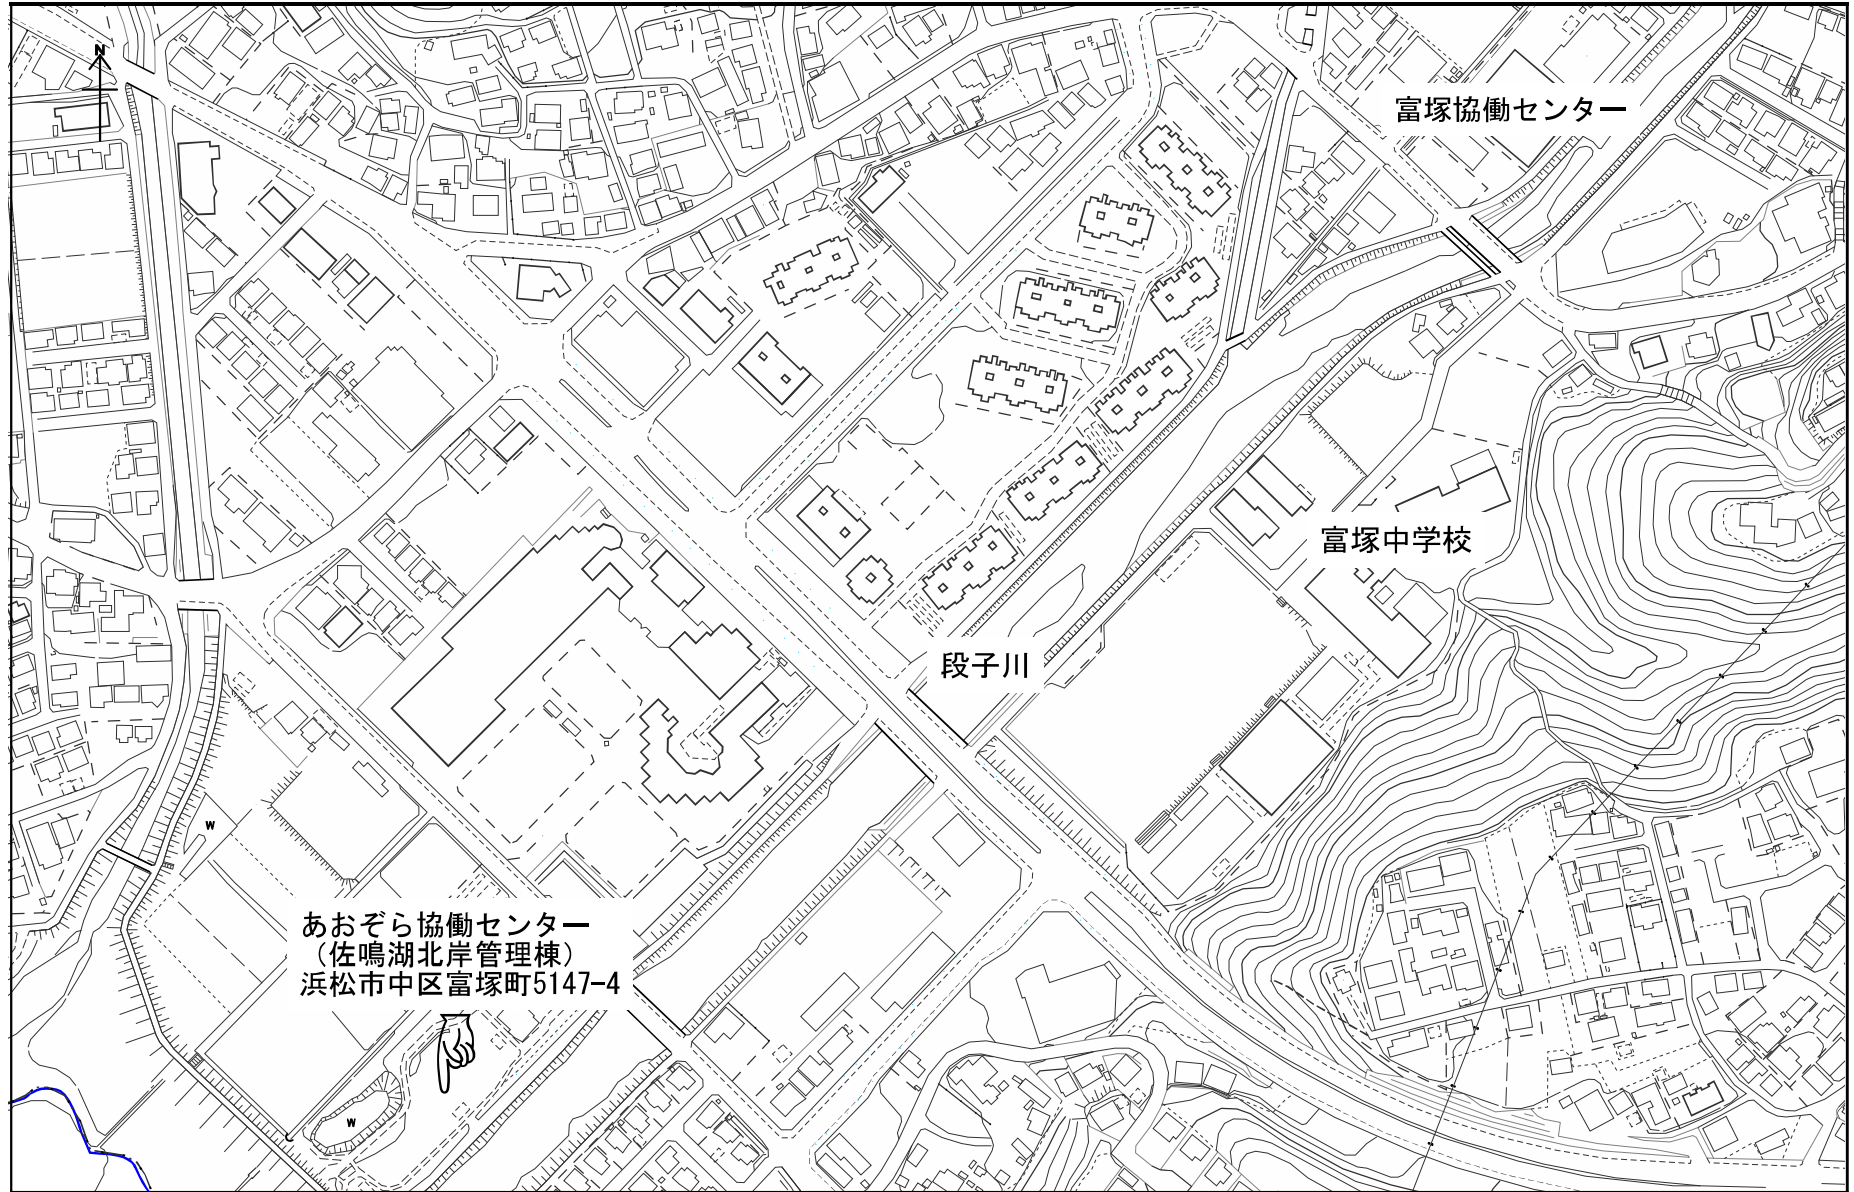 N
富塚協働センター
富塚中学校
段子川
W
あおぞら協働センター
（佐鳴湖北岸管理棟）
浜松市中区富塚町5147-4
W